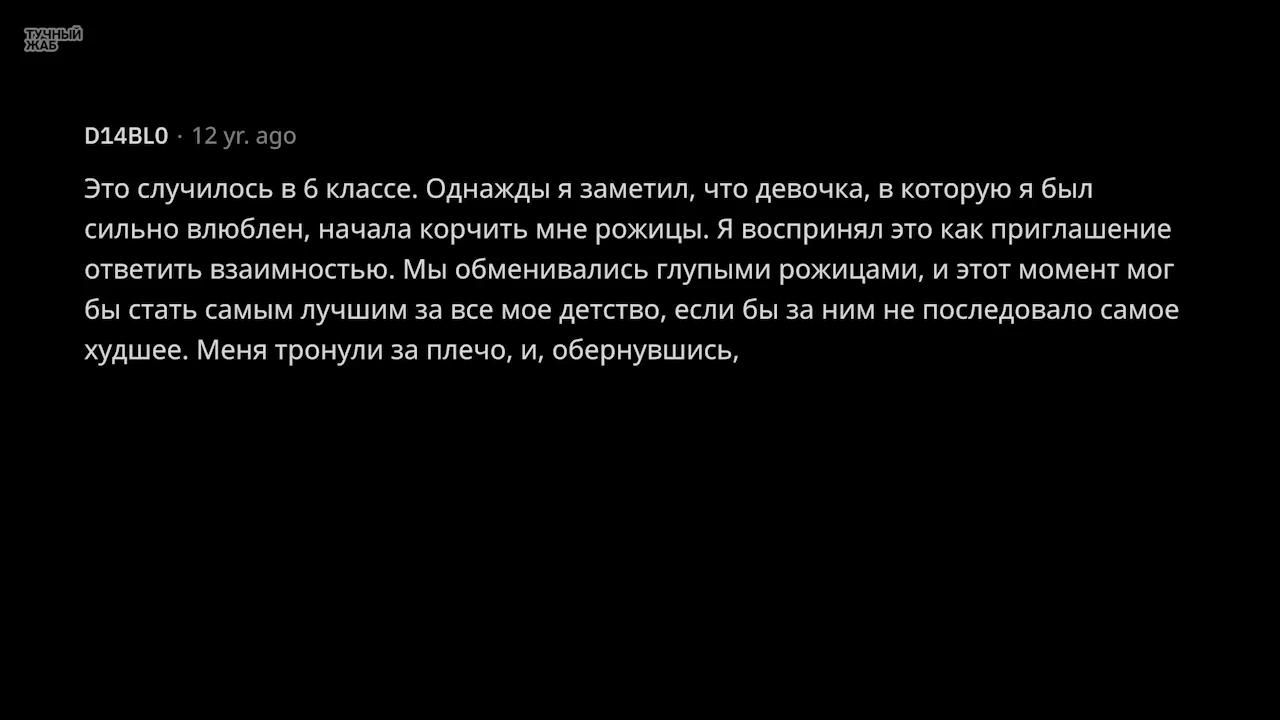 ТУЧНЫЙ
ЖАБ
D14BL0 · 12 yr. ago
Это случилось в 6 классе. Однажды я заметил, что девочка, в которую я был
сильно влюблен, начала корчить мне рожицы. Я воспринял это как приглашение
ответить взаимностью. Мы обменивались глупыми рожицами, и этот момент мог
бы стать самым лучшим за все мое детство, если бы за ним не последовало самое
худшее. Меня тронули за плечо, и, обернувшись,